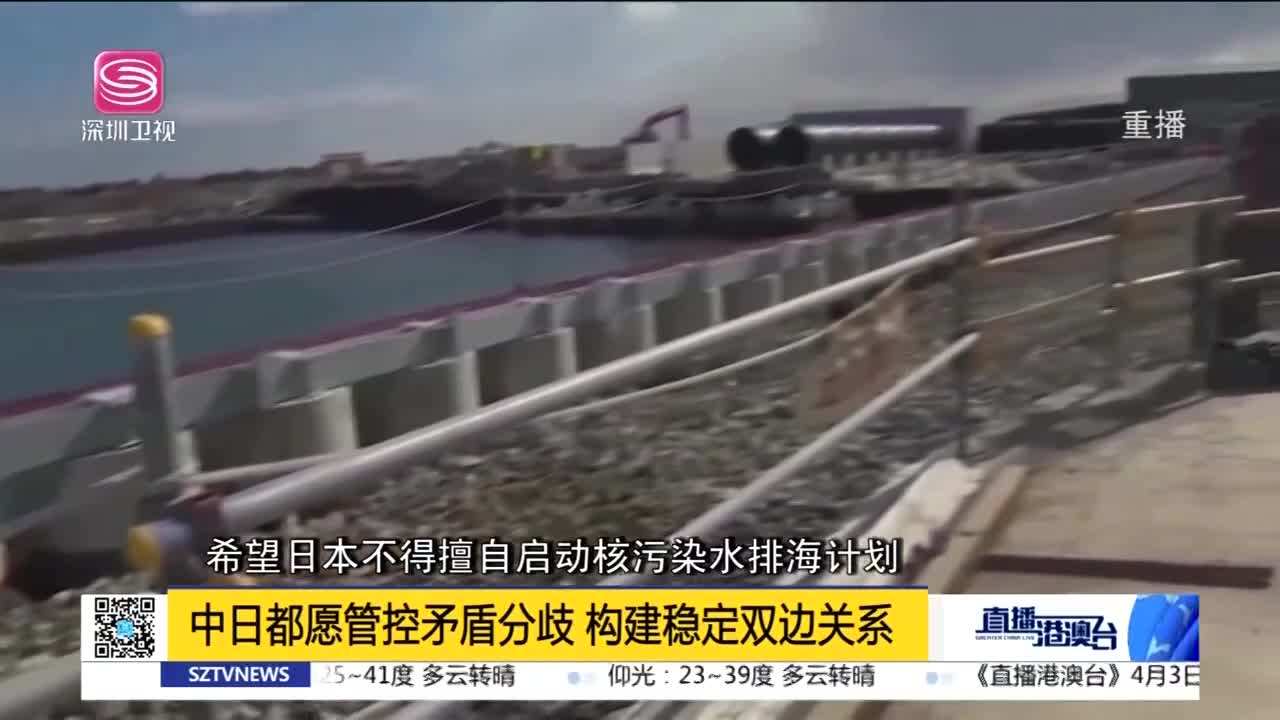 深圳卫视
重播
希望日本不得擅自启动核污染水排海计划
中日都愿管控矛盾分歧 构建稳定双边关系
直播港澳台
GREATER CHINA LIVE
SZTVNEWS
25~41度 多云转晴
仰光：23~39度 多云转晴
《直播港澳台》4月3日